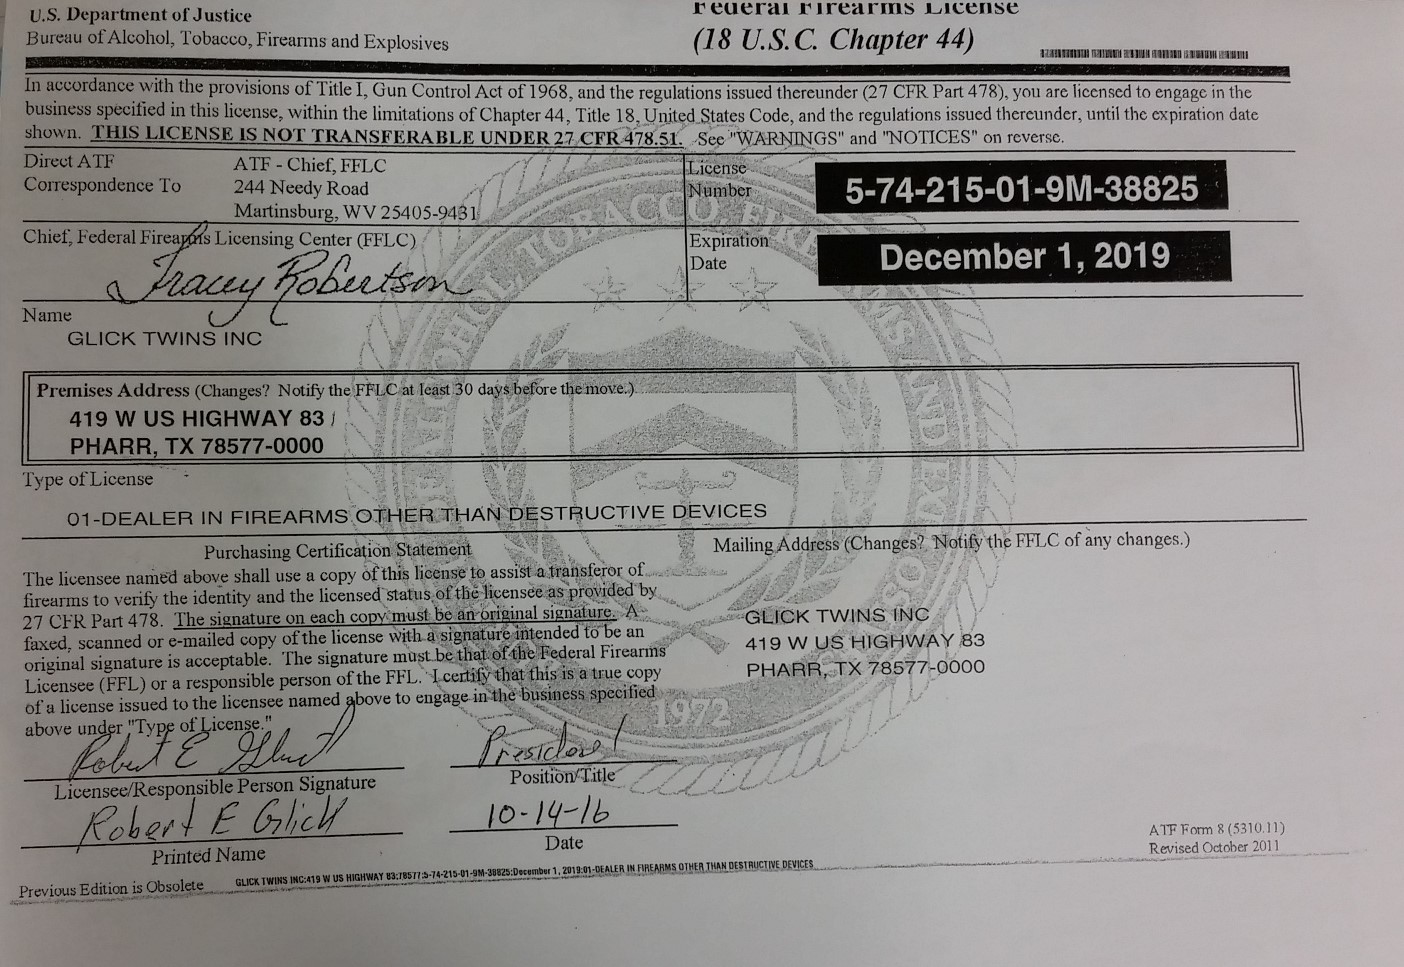 U.S. Department of Justice
Bureau of Alcohol, Tobacco, Firearms and Explosives
Federal Firearms License
(18 U.S.C. Chapter 44)
In accordance with the provisions of Title I, Gun Control Act of 1968, and the regulations issued thereunder (27 CFR Part 478), you are licensed to engage in the
business specified in this license, within the limitations of Chapter 44, Title 18, United States Code, and the regulations issued thereunder, until the expiration date
shown. THIS LICENSE IS NOT TRANSFERABLE UNDER 27 CFR 478.51. See "WARNINGS" and "NOTICES" on reverse.
Direct ATF
Correspondence To
ATF - Chief, FFLC
244 Needy Road
Martinsburg, WV 25405-9431
License
Number
5-74-215-01-9M-38825
Chief, Federal Firearms Licensing Center (FFLC)
Tracey Robertson
Expiration
Date
December 1, 2019
Name
GLICK TWINS INC
Premises Address (Changes? Notify the FFLC at least 30 days before the move.)
419 W US HIGHWAY 83
PHARR, TX 78577-0000
Type of License
01-DEALER IN FIREARMS OTHER THAN DESTRUCTIVE DEVICES
Purchasing Certification Statement
The licensee named above shall use a copy of this license to assist a transferor of
firearms to verify the identity and the licensed status of the licensee as provided by
27 CFR Part 478. The signature on each copy must be an original signature. A
faxed, scanned or e-mailed copy of the license with a signature intended to be an
original signature is acceptable. The signature must be that of the Federal Firearms
Licensee (FFL) or a responsible person of the FFL. I certify that this is a true copy
of a license issued to the licensee named above to engage in the business specified
above under "Type of License."
Mailing Address (Changes? Notify the FFLC of any changes.)
GLICK TWINS INC
419 W US HIGHWAY 83
PHARR, TX 78577-0000
1972
Robert E Glick
Licensee/Responsible Person Signature
President
Position/Title
Robert E Glick
Printed Name
10-14-16
Date
ATF Form 8 (5310.11)
Revised October 2011
Previous Edition is Obsolete
GLICK TWINS INC:419 W US HIGHWAY 83:78577:5-74-215-01-9M-38825:December 1, 2019:01-DEALER IN FIREARMS OTHER THAN DESTRUCTIVE DEVICES